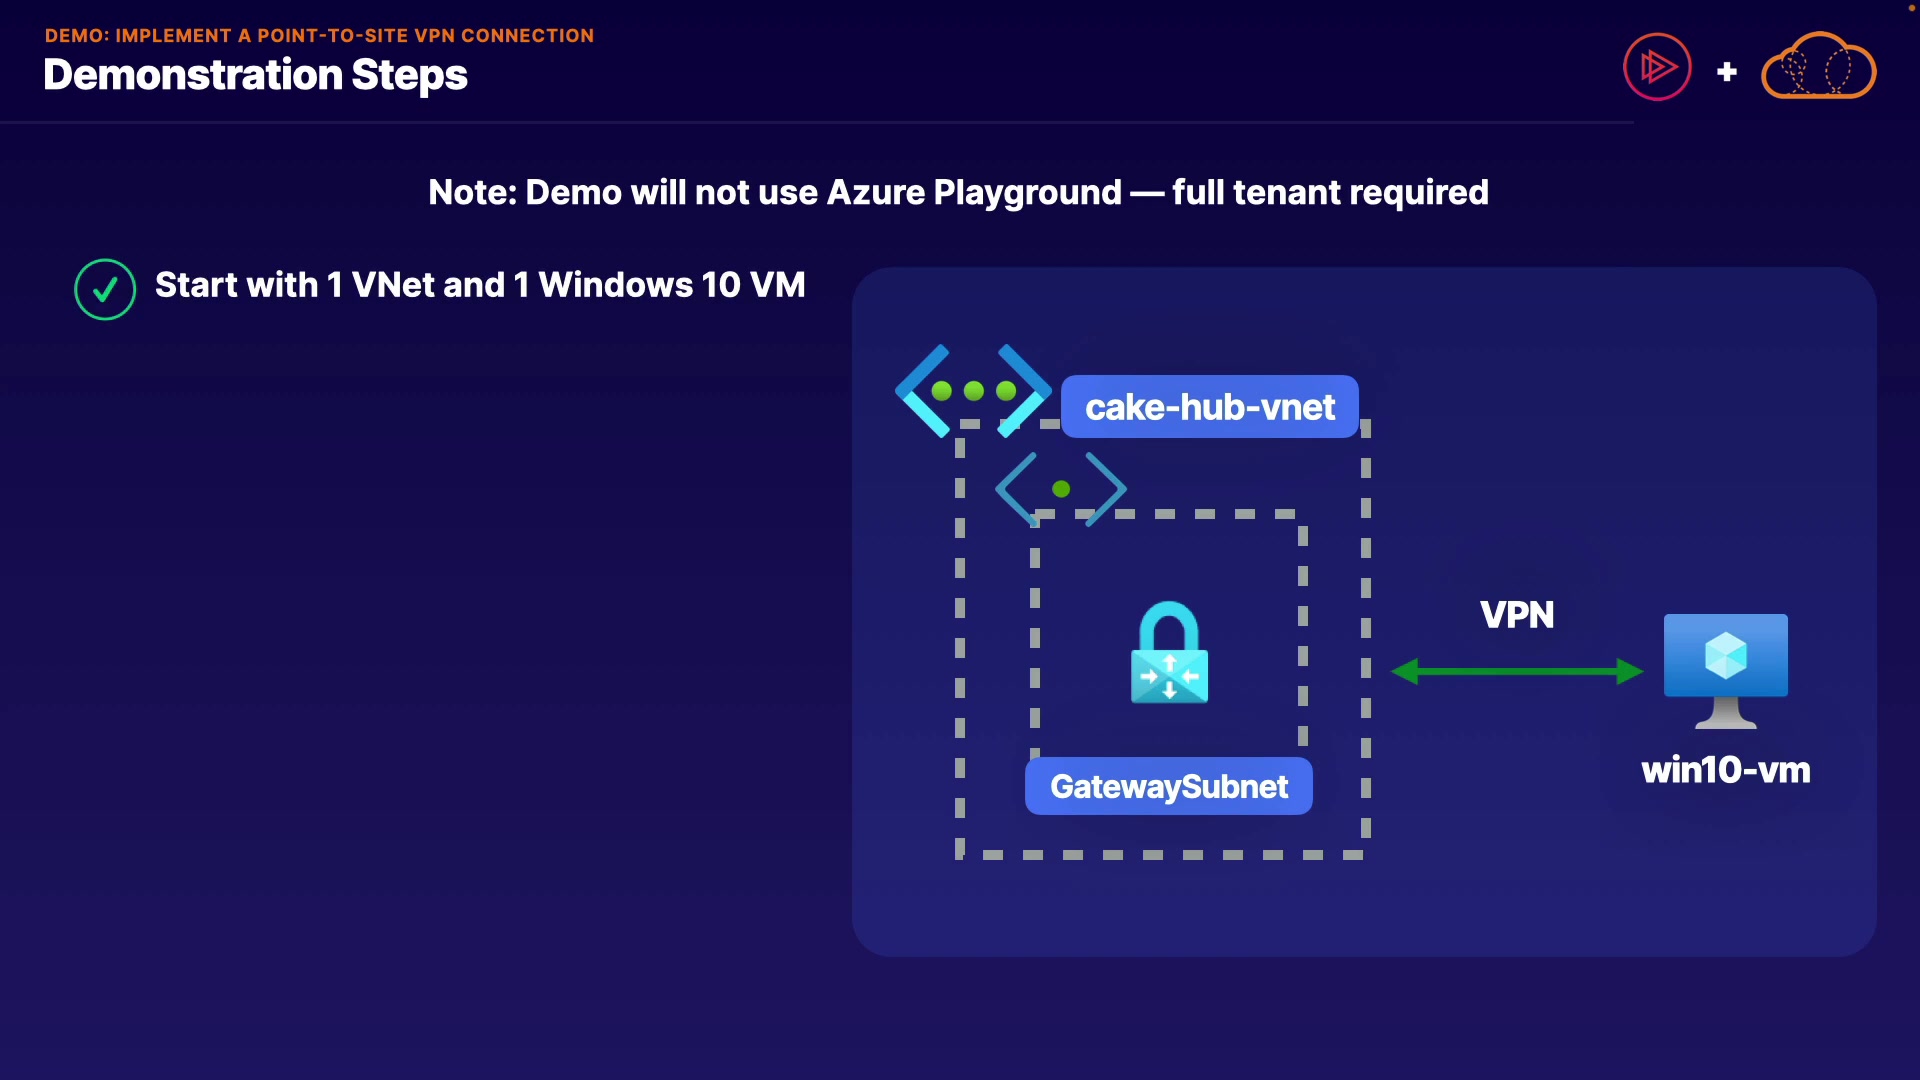 DEMO: IMPLEMENT A POINT-TO-SITE VPN CONNECTION
Demonstration Steps
+
Note: Demo will not use Azure Playground — full tenant required
Start with 1 VNet and 1 Windows 10 VM
cake-hub-vnet
VPN
win10-vm
GatewaySubnet